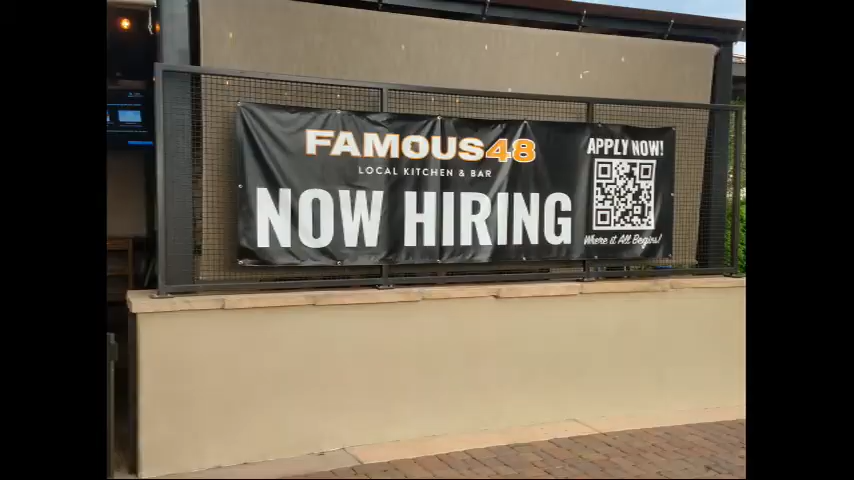 FAMOUS48
LOCAL KITCHEN & BAR
NOW HIRING
APPLY NOW!
Where it All Begins!